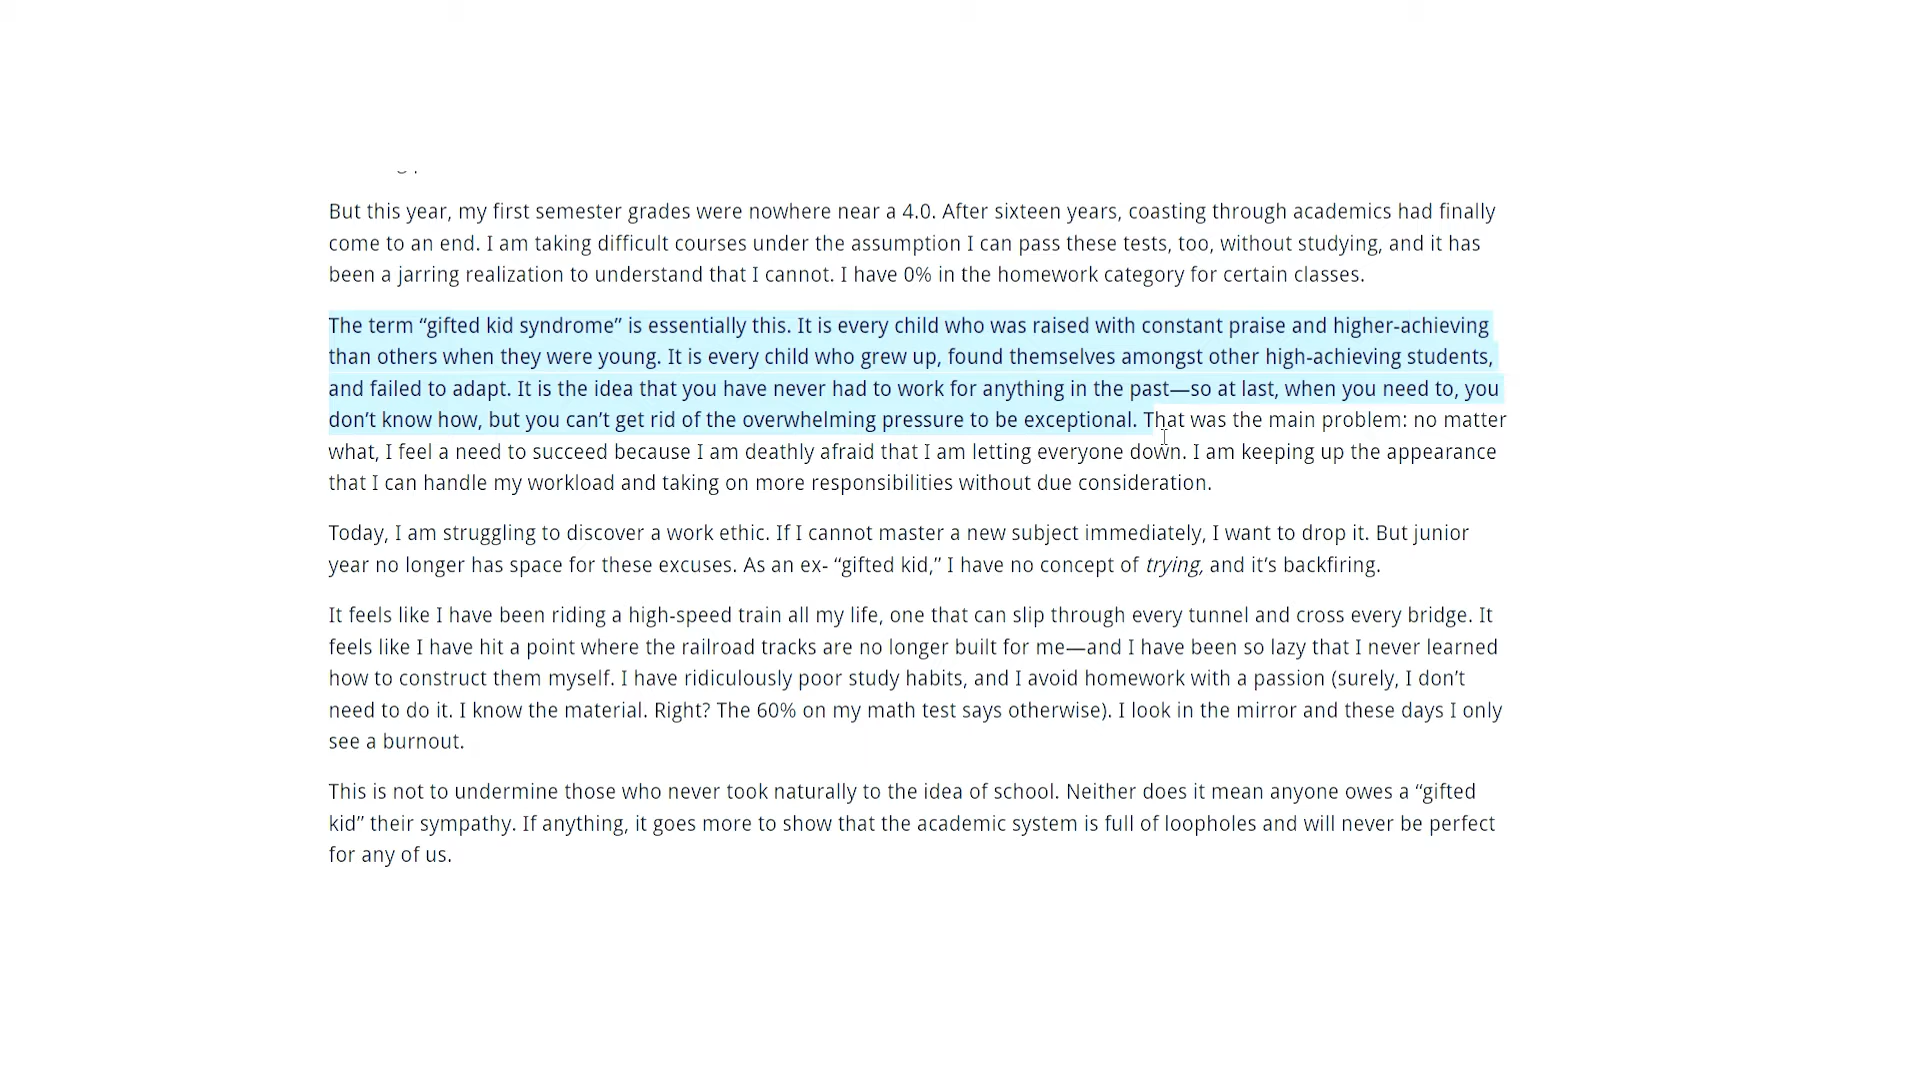 But this year, my first semester grades were nowhere near a 4.0. After sixteen years, coasting through academics had finally
come to an end. I am taking difficult courses under the assumption I can pass these tests, too, without studying, and it has
been a jarring realization to understand that I cannot. I have 0% in the homework category for certain classes.
The term “gifted kid syndrome” is essentially this. It is every child who was raised with constant praise and higher-achieving
than others when they were young. It is every child who grew up, found themselves amongst other high-achieving students,
and failed to adapt. It is the idea that you have never had to work for anything in the past—so at last, when you need to, you
don’t know how, but you can’t get rid of the overwhelming pressure to be exceptional. That was the main problem: no matter
what, I feel a need to succeed because I am deathly afraid that I am letting everyone down. I am keeping up the appearance
that I can handle my workload and taking on more responsibilities without due consideration.
Today, I am struggling to discover a work ethic. If I cannot master a new subject immediately, I want to drop it. But junior
year no longer has space for these excuses. As an ex- “gifted kid,” I have no concept of trying, and it’s backfiring.
It feels like I have been riding a high-speed train all my life, one that can slip through every tunnel and cross every bridge. It
feels like I have hit a point where the railroad tracks are no longer built for me—and I have been so lazy that I never learned
how to construct them myself. I have ridiculously poor study habits, and I avoid homework with a passion (surely, I don’t
need to do it. I know the material. Right? The 60% on my math test says otherwise). I look in the mirror and these days I only
see a burnout.
This is not to undermine those who never took naturally to the idea of school. Neither does it mean anyone owes a “gifted
kid” their sympathy. If anything, it goes more to show that the academic system is full of loopholes and will never be perfect
for any of us.